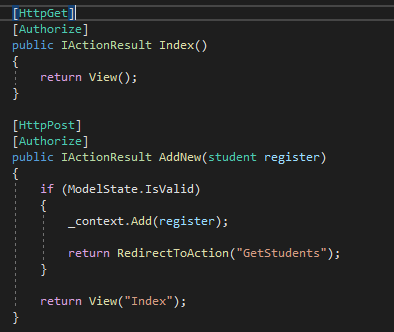 [HttpGet]
[Authorize]
public IActionResult Index()
{
return View();
}
[HttpPost]
[Authorize]
public IActionResult AddNew(student register)
{
if (ModelState.IsValid)
{
_context.Add(register);
return RedirectToAction("GetStudents");
}
return View("Index");
}